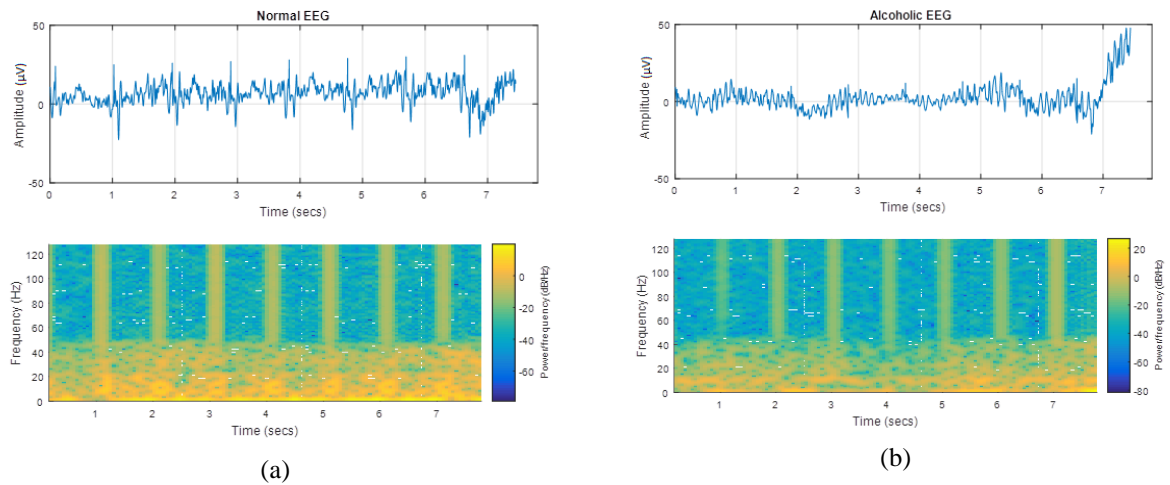 Normal EEG
50
0
-50
Amplitude (µV)
0 1 2 3 4 5 6 7
Time (secs)
120
100
80
60
40
20
0
Frequency (Hz)
1 2 3 4 5 6 7
Time (secs)
0
-20
-40
-60
Power/frequency (dB/Hz)
(a)
Alcoholic EEG
50
0
-50
Amplitude (µV)
0 1 2 3 4 5 6 7
Time (secs)
120
100
80
60
40
20
0
Frequency (Hz)
1 2 3 4 5 6 7
Time (secs)
20
0
-20
-40
-60
-80
Power/frequency (dB/Hz)
(b)